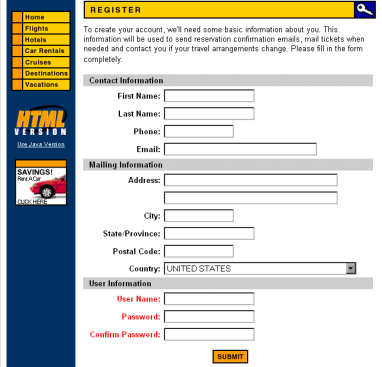 Home
Flights
Hotels
Car Rentals
Cruises
Destinations
Vacations
HTML
VERSION
Use Java Version
SAVINGS!
Rent A Car
CLICK HERE
REGISTER
To create your account, we'll need some basic information about you. This
information will be used to send reservation confirmation emails, mail tickets when
needed and contact you if your travel arrangements change. Please fill in the form
completely.
Contact Information
First Name:
Last Name:
Phone:
Email:
Mailing Information
Address:
City:
State/Province:
Postal Code:
Country: UNITED STATES
User Information
User Name:
Password:
Confirm Password:
SUBMIT